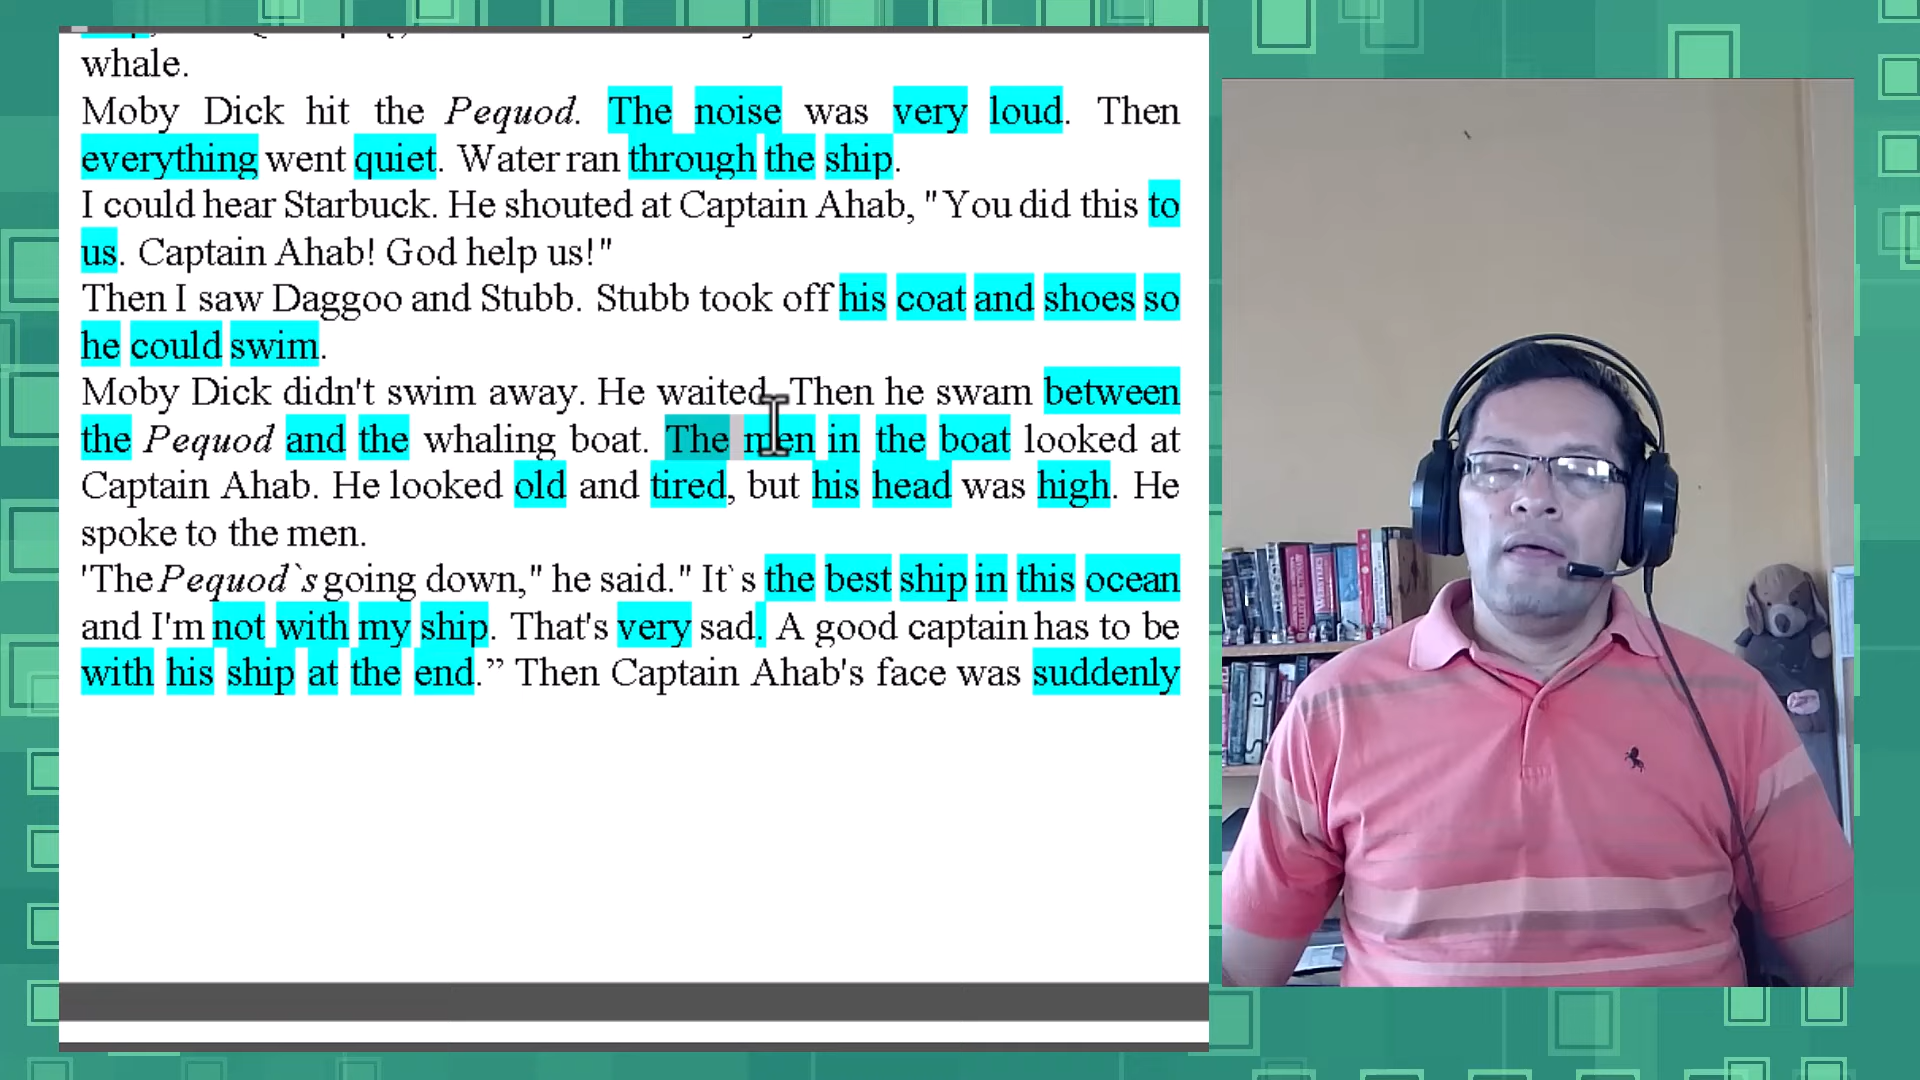 whale.
Moby Dick hit the Pequod. The noise was very loud. Then
everything went quiet. Water ran through the ship.
I could hear Starbuck. He shouted at Captain Ahab, "You did this to
us. Captain Ahab! God help us!"
Then I saw Daggoo and Stubb. Stubb took off his coat and shoes so
he could swim.
Moby Dick didn't swim away. He waited. Then he swam between
the Pequod and the whaling boat. The men in the boat looked at
Captain Ahab. He looked old and tired, but his head was high. He
spoke to the men.
'The Pequod`s going down," he said." It`s the best ship in this ocean
and I'm not with my ship. That's very sad. A good captain has to be
with his ship at the end.” Then Captain Ahab's face was suddenly